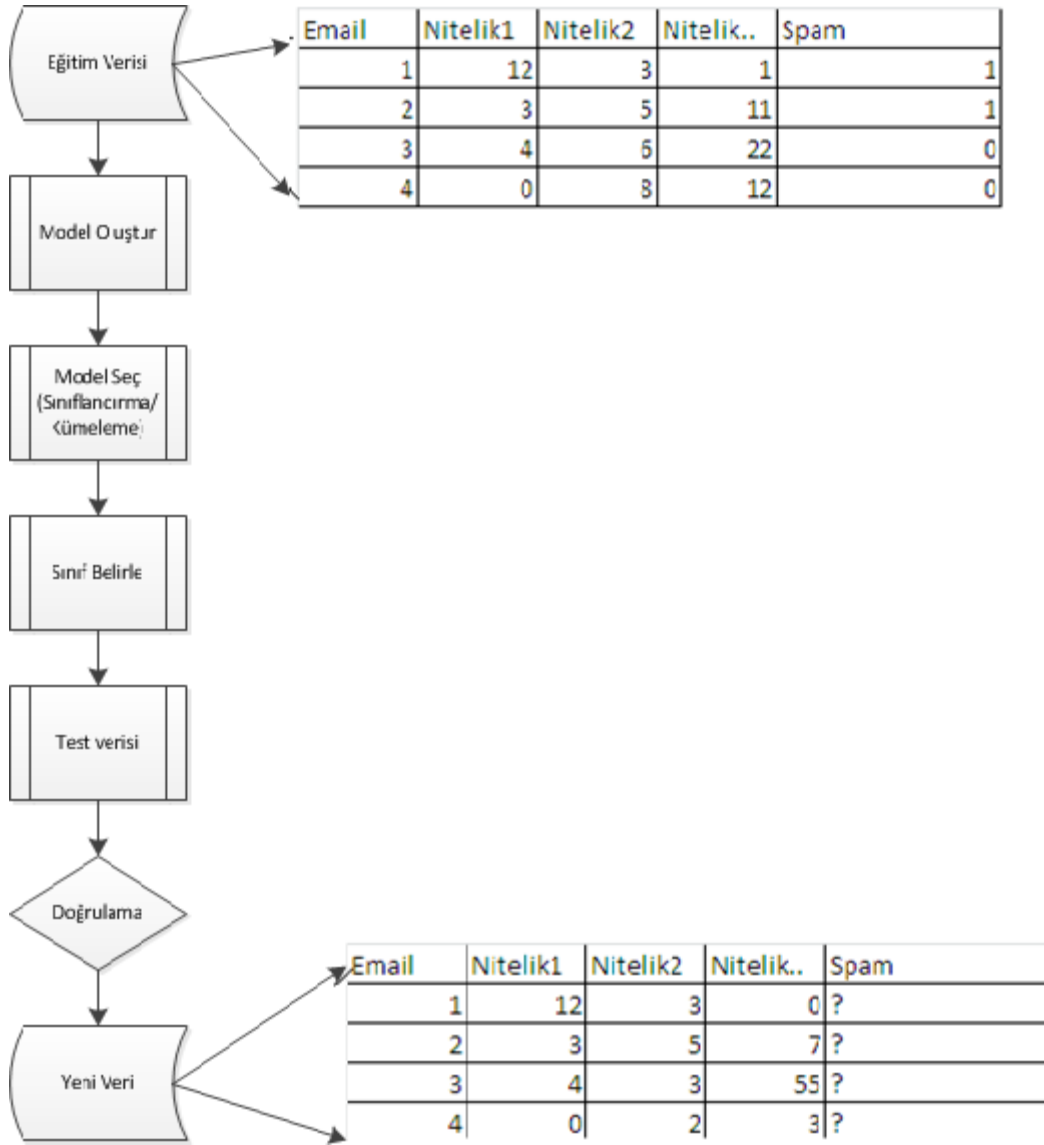 Eğitim Verisi
Email Nitelik1 Nitelik2 Nitelik.. Spam
1 12 3 1 1
2 3 5 11 1
3 4 6 22 0
4 0 8 12 0
Model Oluştur
Model Seç
(Sınıflandırma/
Kümeleme)
Sınıf Belirle
Test verisi
Doğrulama
Yeni Veri
Email Nitelik1 Nitelik2 Nitelik.. Spam
1 12 3 0 ?
2 3 5 7 ?
3 4 3 55 ?
4 0 2 3 ?